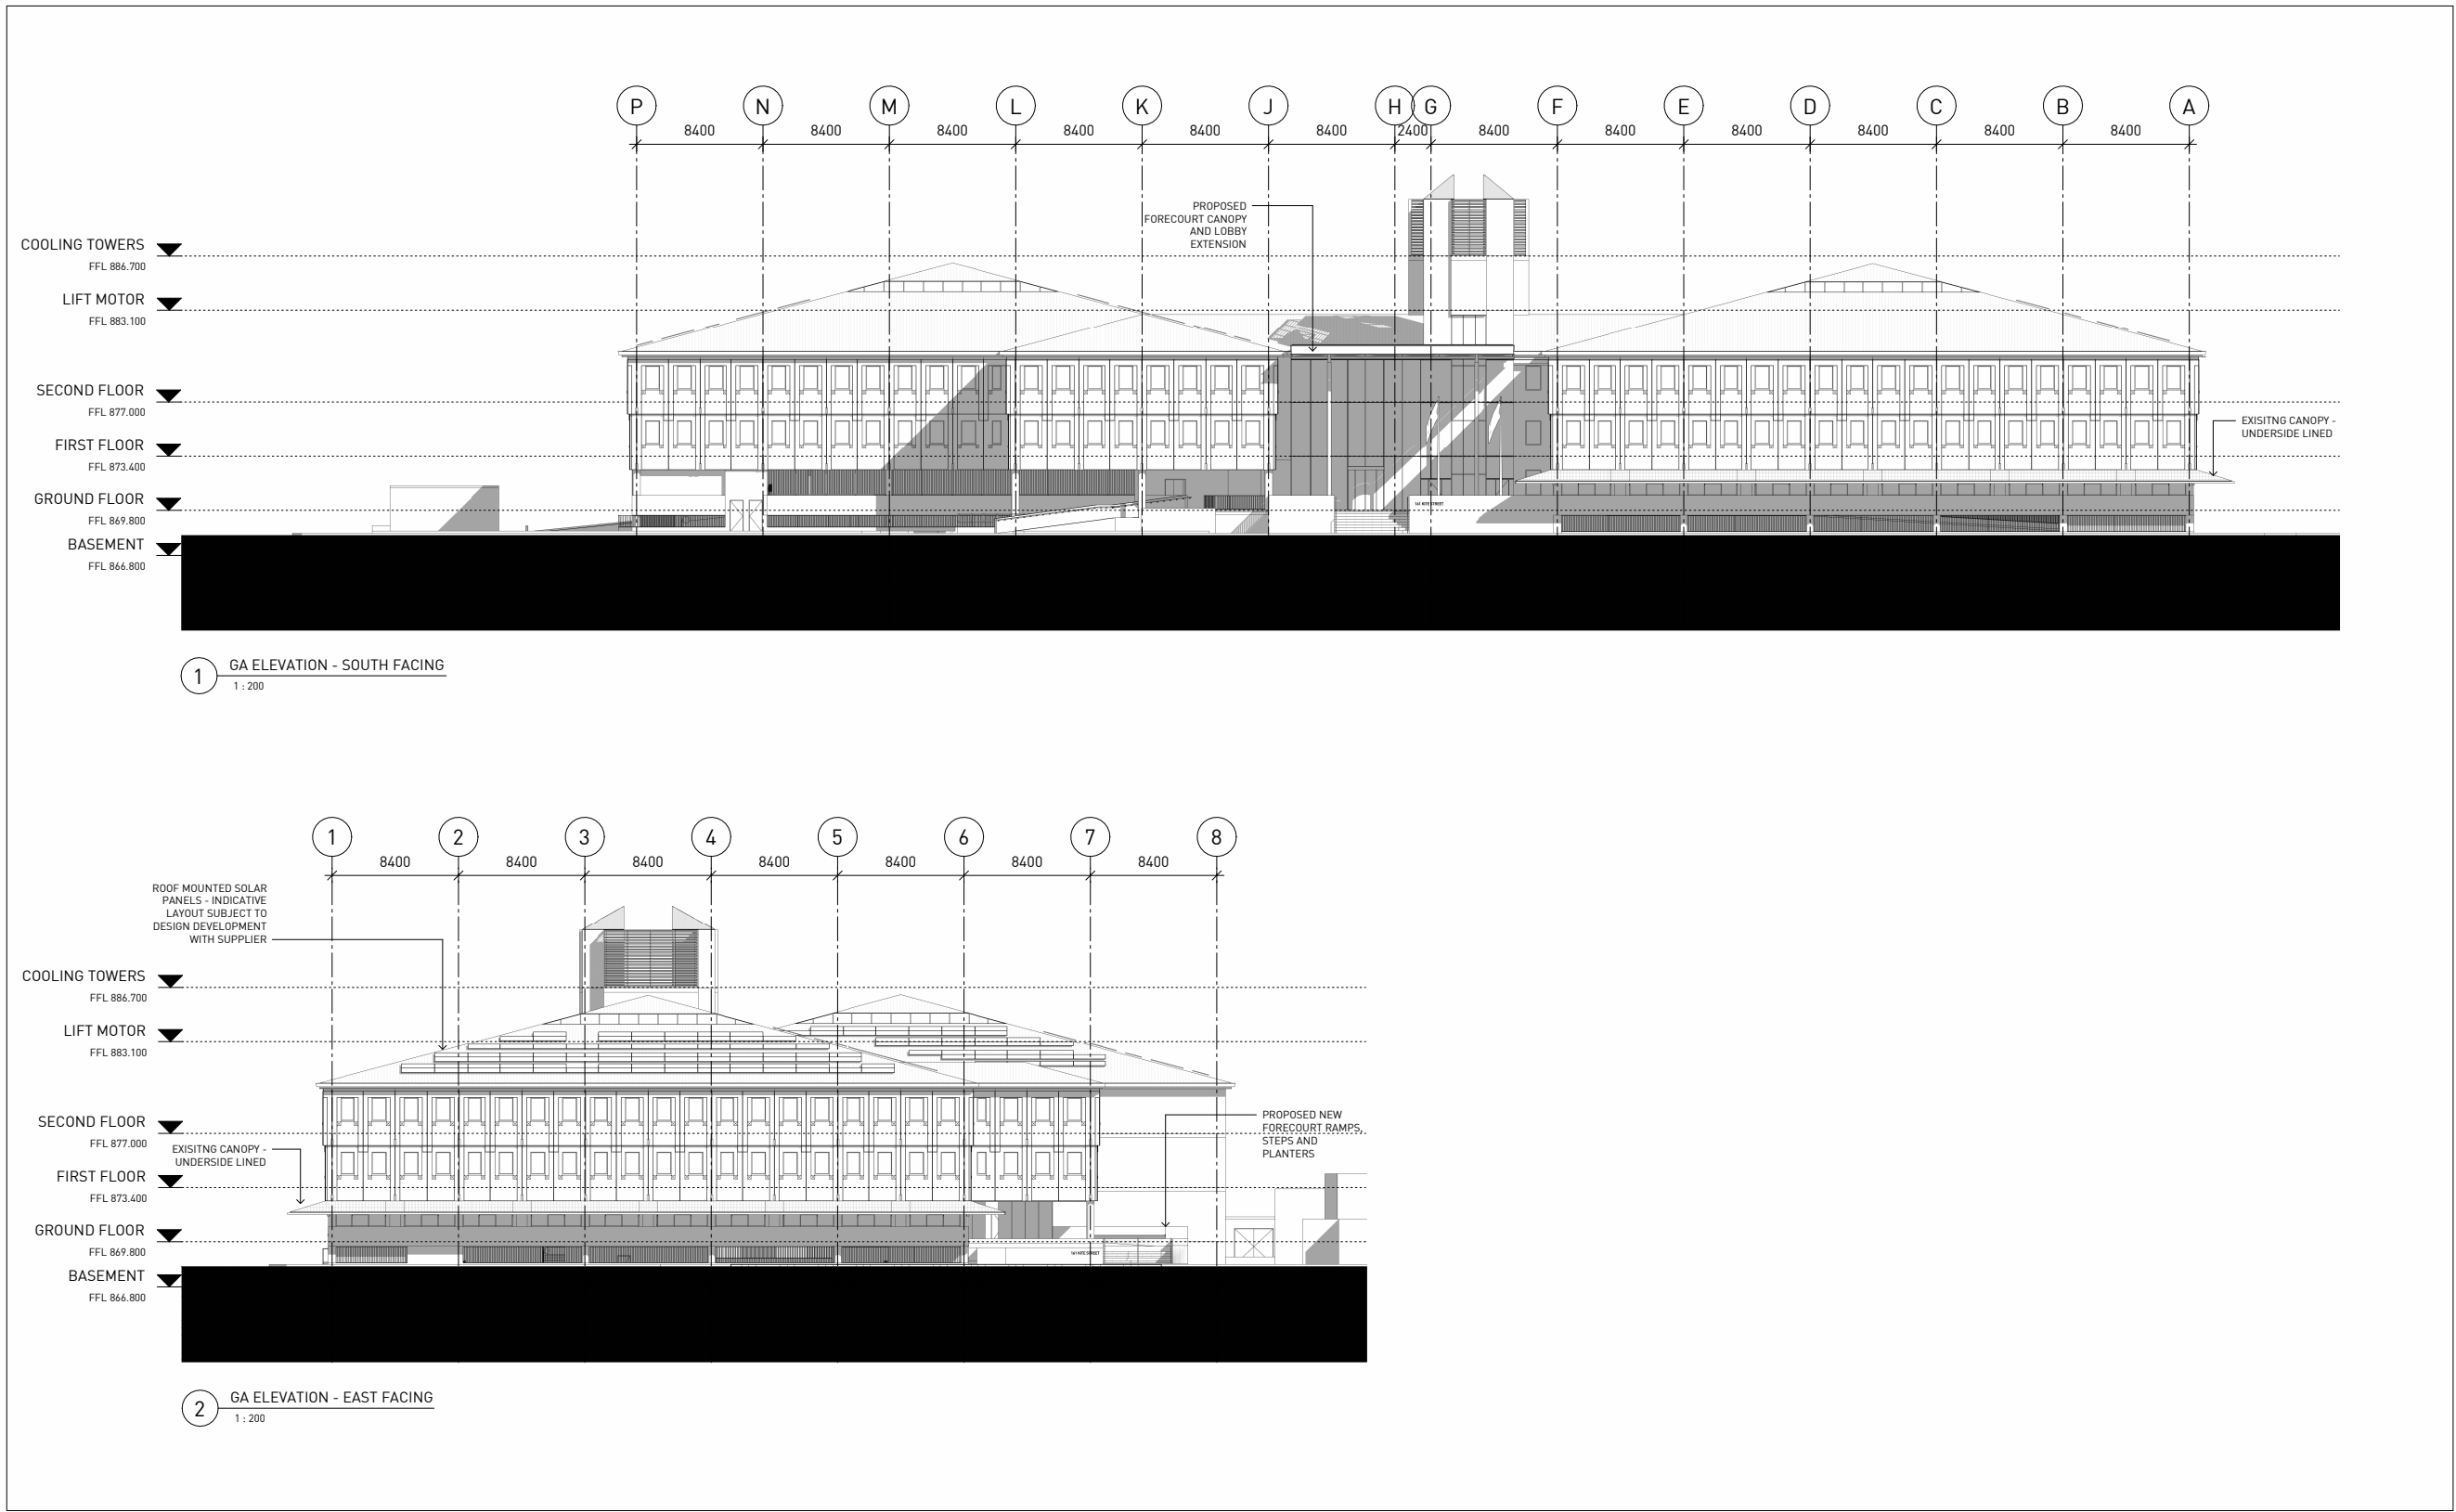 P N M L K J H G F E D C B A
8400 8400 8400 8400 8400 8400 2400 8400 8400 8400 8400 8400 8400
PROPOSED
FORECOURT CANOPY
AND LOBBY
EXTENSION
COOLING TOWERS
FFL 886.700
LIFT MOTOR
FFL 883.100
SECOND FLOOR
FFL 877.000
EXISITNG CANOPY -
UNDERSIDE LINED
FIRST FLOOR
FFL 873.400
GROUND FLOOR
FFL 869.800
161 KITE STREET
BASEMENT
FFL 866.800
1 GA ELEVATION - SOUTH FACING
1 : 200
1 2 3 4 5 6 7 8
8400 8400 8400 8400 8400 8400 8400
ROOF MOUNTED SOLAR
PANELS - INDICATIVE
LAYOUT SUBJECT TO
DESIGN DEVELOPMENT
WITH SUPPLIER
COOLING TOWERS
FFL 886.700
LIFT MOTOR
FFL 883.100
PROPOSED NEW
FORECOURT RAMPS,
STEPS AND
PLANTERS
SECOND FLOOR
FFL 877.000
EXISITNG CANOPY -
UNDERSIDE LINED
FIRST FLOOR
FFL 873.400
GROUND FLOOR
FFL 869.800
161 KITE STREET
BASEMENT
FFL 866.800
2 GA ELEVATION - EAST FACING
1 : 200